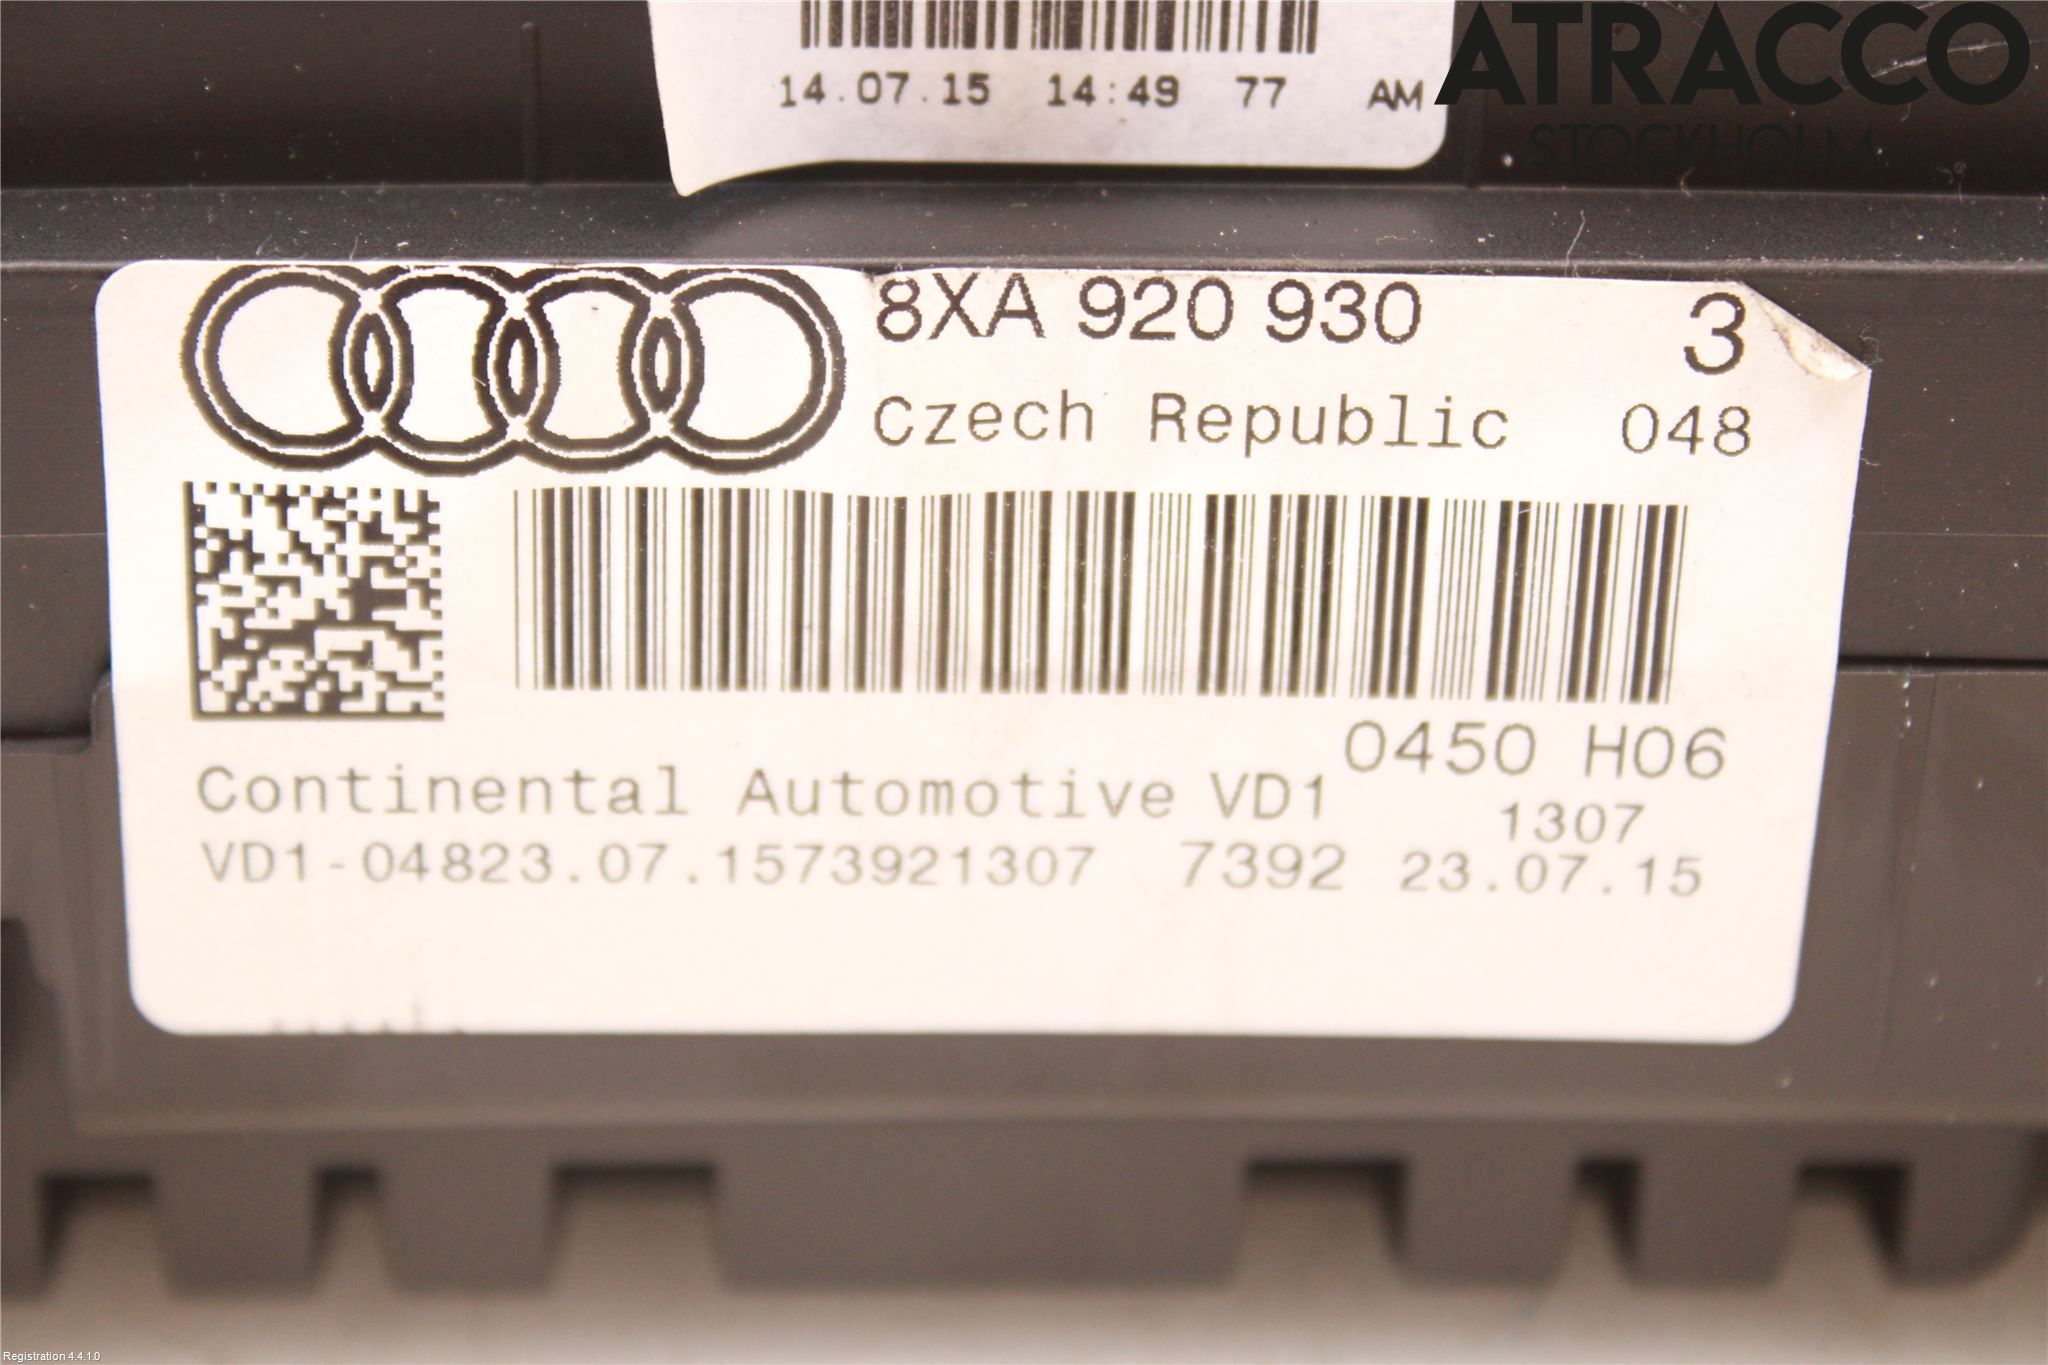 ATRACCO
STOCKHOLM
14.07.15 14:49 77 AM
8XA 920 930 3
Czech Republic 048
0450 H06
Continental Automotive VD1 1307
VD1-04823.07.1573921307 7392 23.07.15
Registration 4.4.1.0